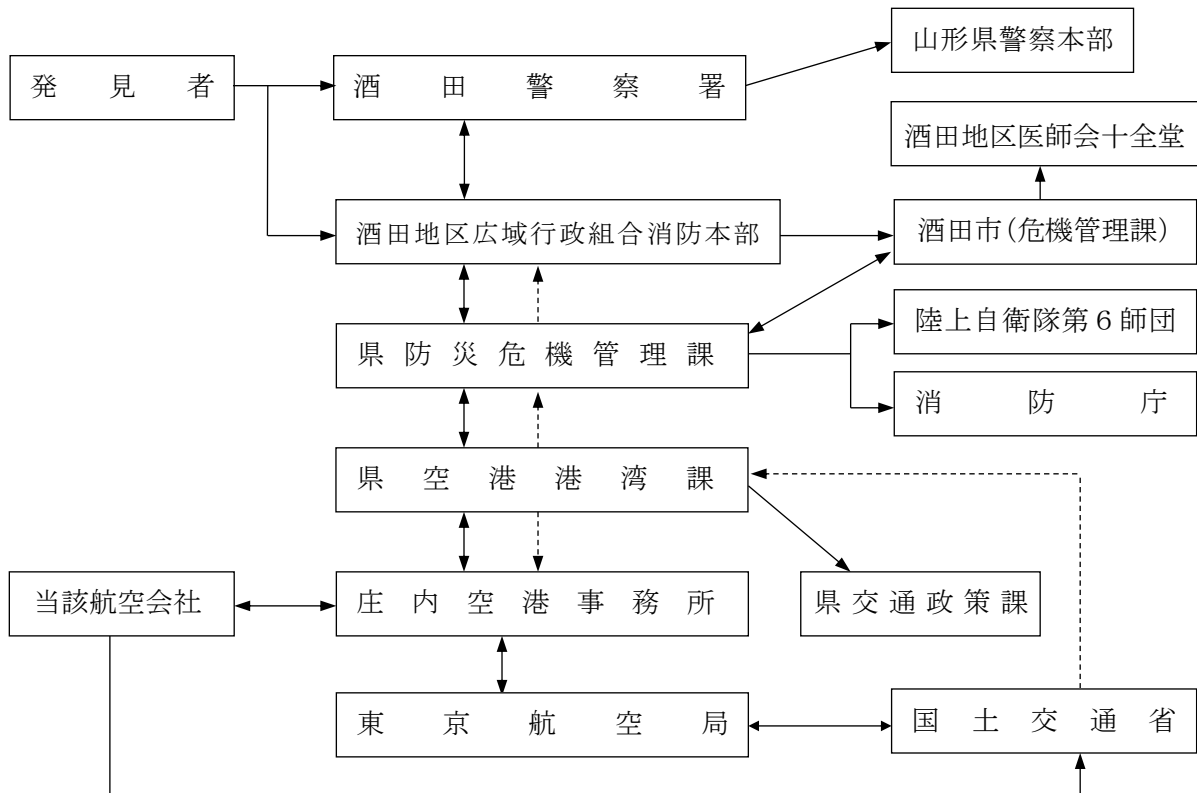 山形県警察本部
発見者
酒田警察署
酒田地区医師会十全堂
酒田地区広域行政組合消防本部
酒田市(危機管理課)
陸上自衛隊第6師団
県防災危機管理課
消防庁
県空港港湾課
当該航空会社
庄内空港事務所
県交通政策課
東京航空局
国土交通省